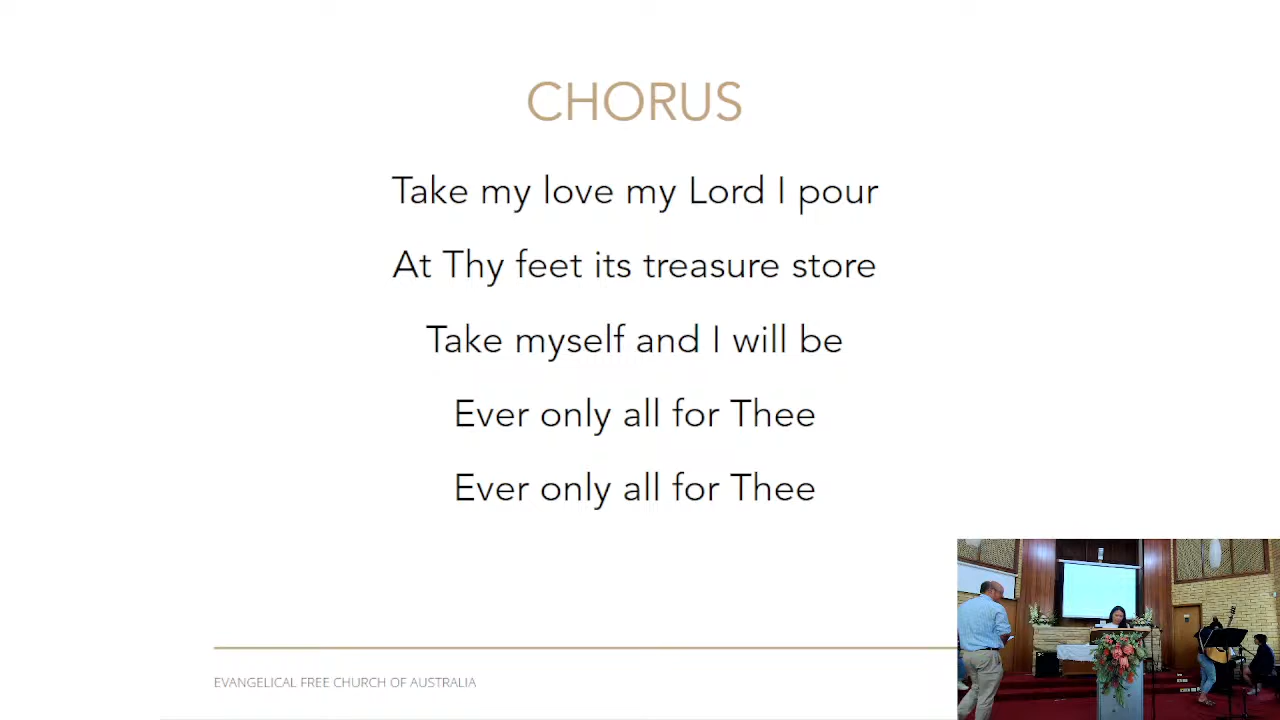 CHORUS
Take my love my Lord I pour
At Thy feet its treasure store
Take myself and I will be
Ever only all for Thee
Ever only all for Thee
EVANGELICAL FREE CHURCH OF AUSTRALIA